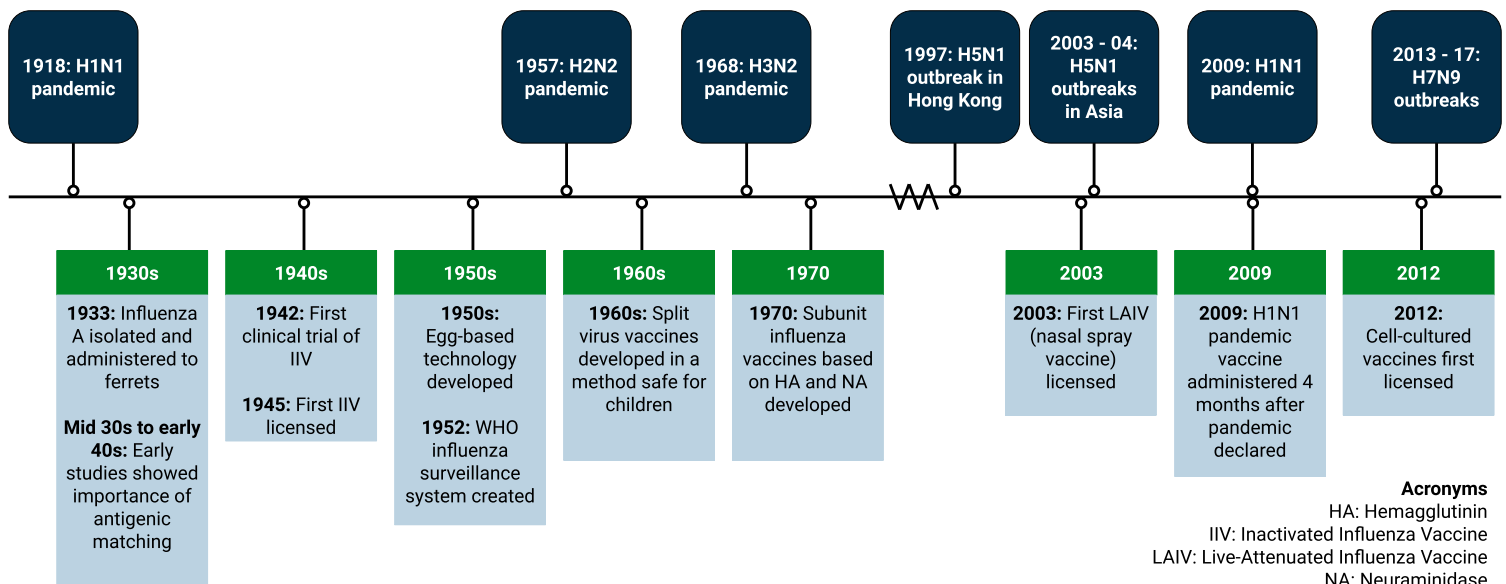 1918: H1N1
pandemic
1957: H2N2
pandemic
1968: H3N2
pandemic
1997: H5N1
outbreak in
Hong Kong
2003 - 04:
H5N1
outbreaks
in Asia
2009: H1N1
pandemic
2013 - 17:
H7N9
outbreaks
1930s
1933: Influenza
A isolated and
administered to
ferrets
Mid 30s to early
40s: Early
studies showed
importance of
antigenic
matching
1940s
1942: First
clinical trial of
IIV
1945: First IIV
licensed
1950s
1950s:
Egg-based
technology
developed
1952: WHO
influenza
surveillance
system created
1960s
1960s: Split
virus vaccines
developed in a
method safe for
children
1970
1970: Subunit
influenza
vaccines based
on HA and NA
developed
2003
2003: First LAIV
(nasal spray
vaccine)
licensed
2009
2009: H1N1
pandemic
vaccine
administered 4
months after
pandemic
declared
2012
2012:
Cell-cultured
vaccines first
licensed
Acronyms
HA: Hemagglutinin
IIV: Inactivated Influenza Vaccine
LAIV: Live-Attenuated Influenza Vaccine
NA: Neuraminidase